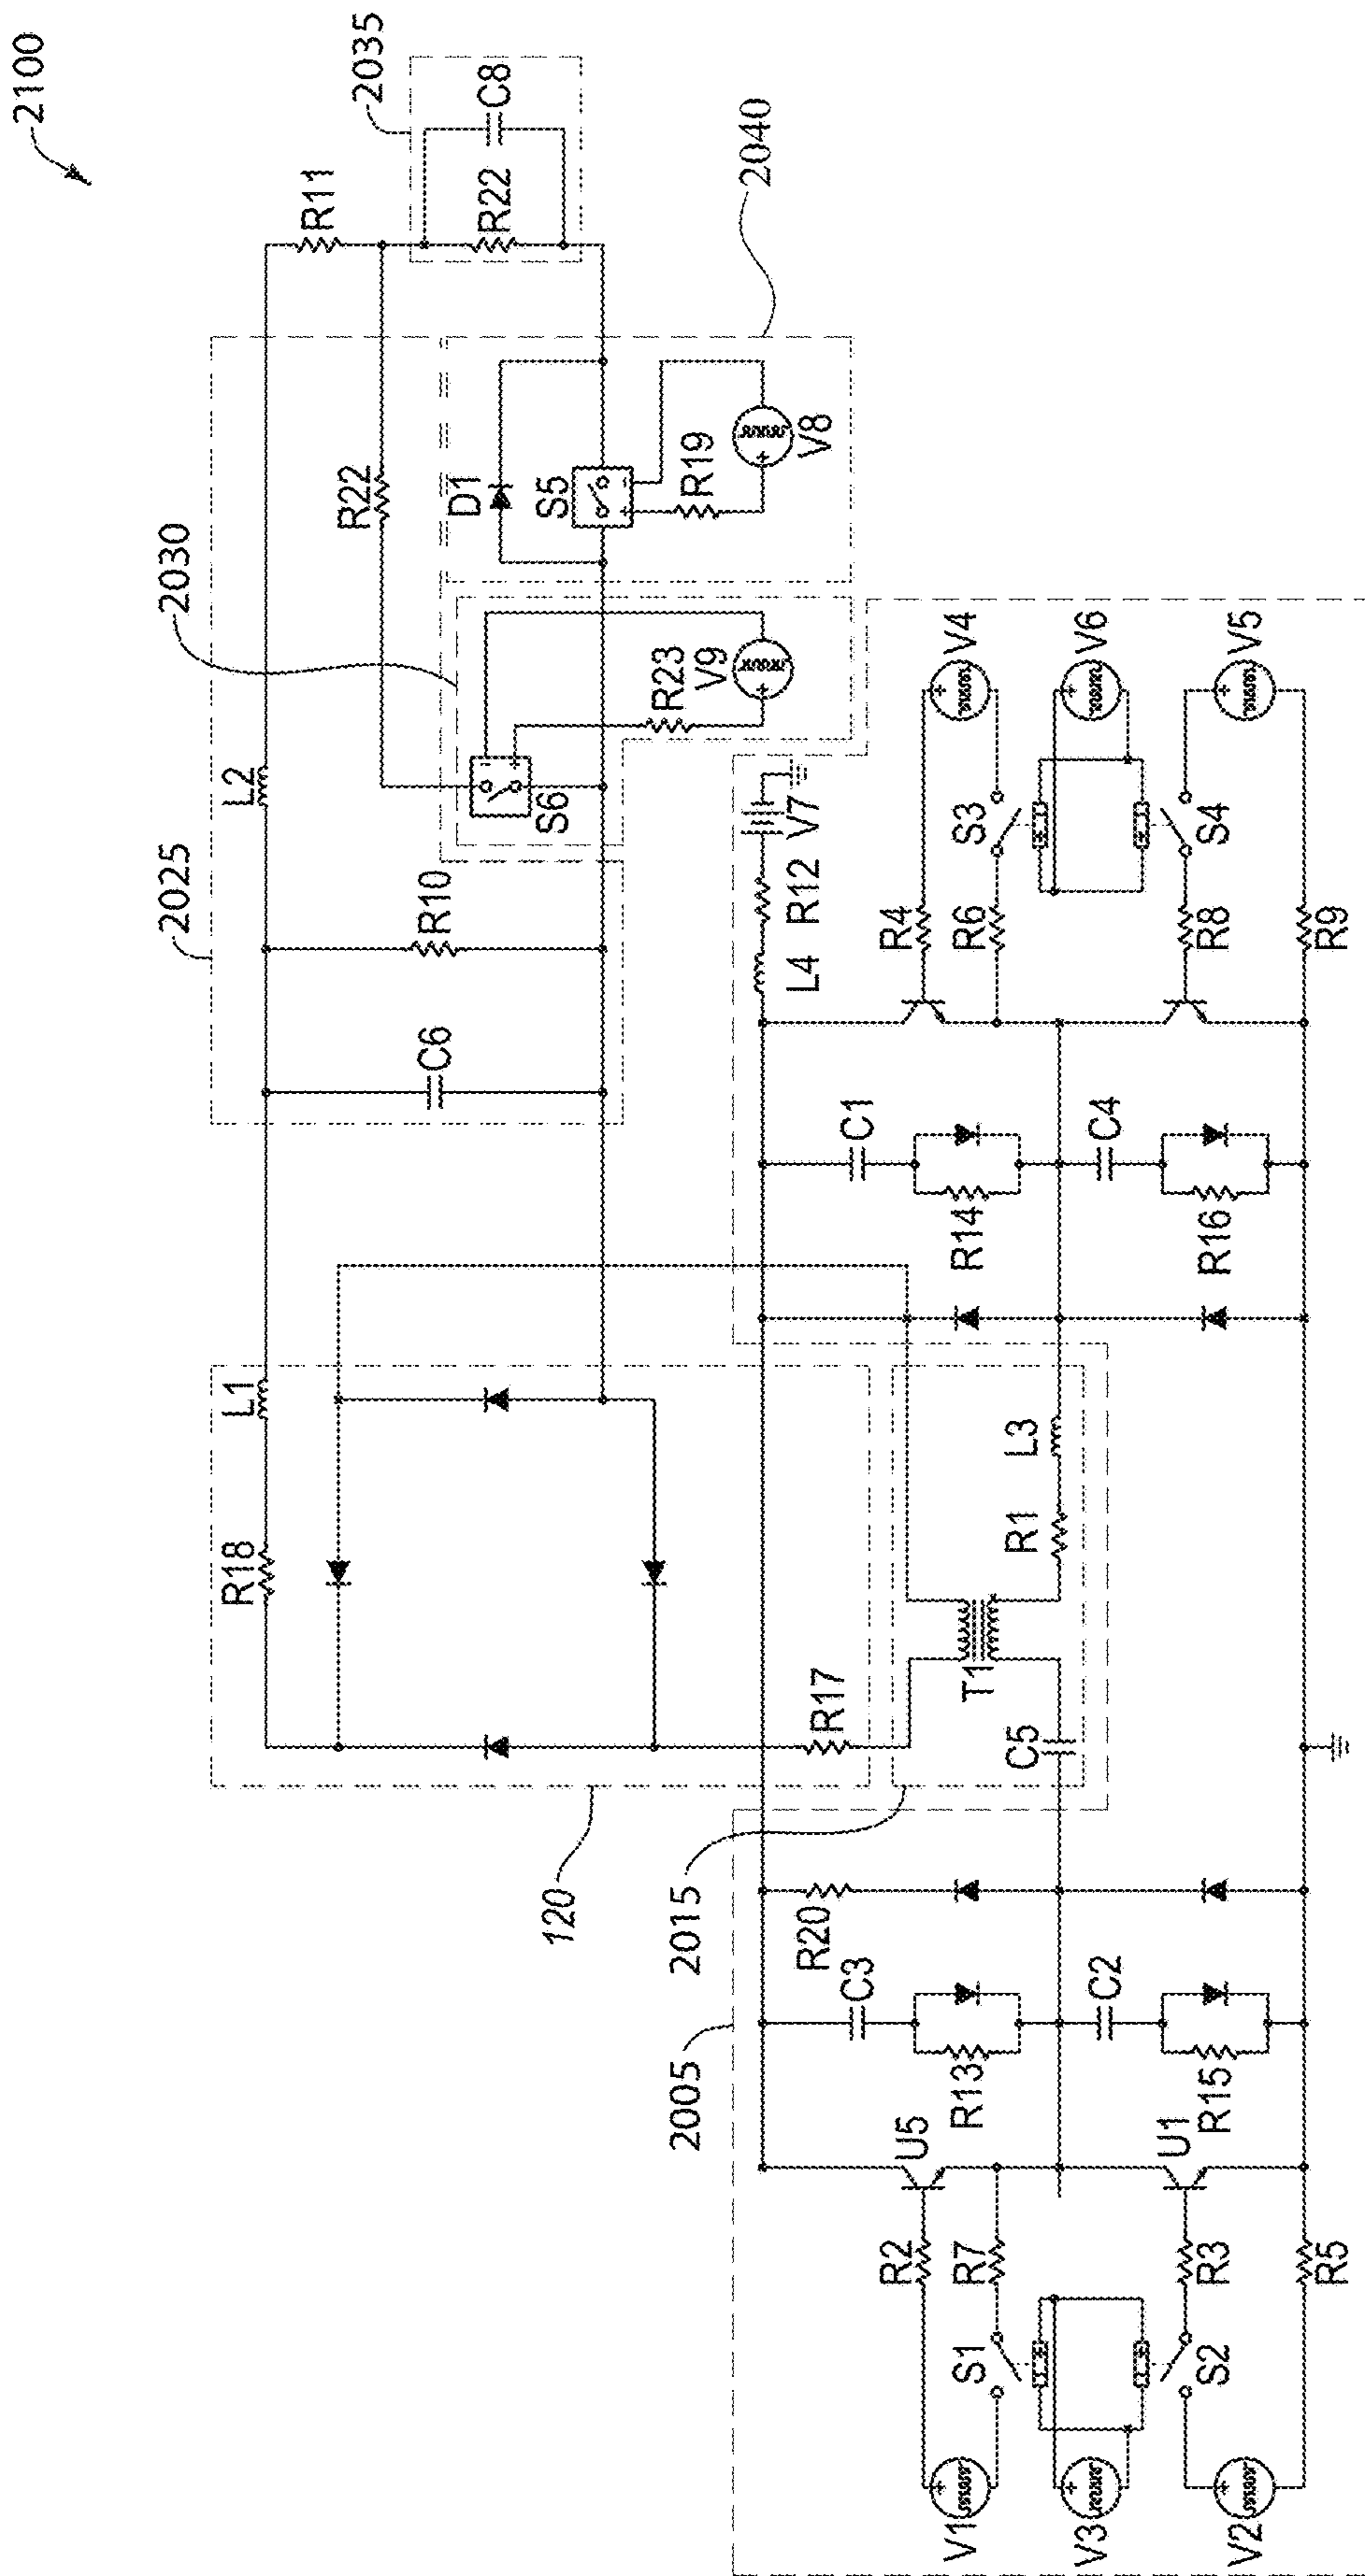 2100
2035
C8
R11
R22
2040
2030
R22
D1
S5
R19
V8
2025
L2
S6
R23
V9
R10
C6
L1
R18
R17
120
L4
R12
V7
R4
V4
R6
S3
V6
R8
S4
V5
R9
C1
R14
C4
R16
2015
T1
R1
L3
C5
2005
R20
C3
R13
C2
R15
U5
U1
R2
R7
R3
R5
S1
S2
V1
V3
V2